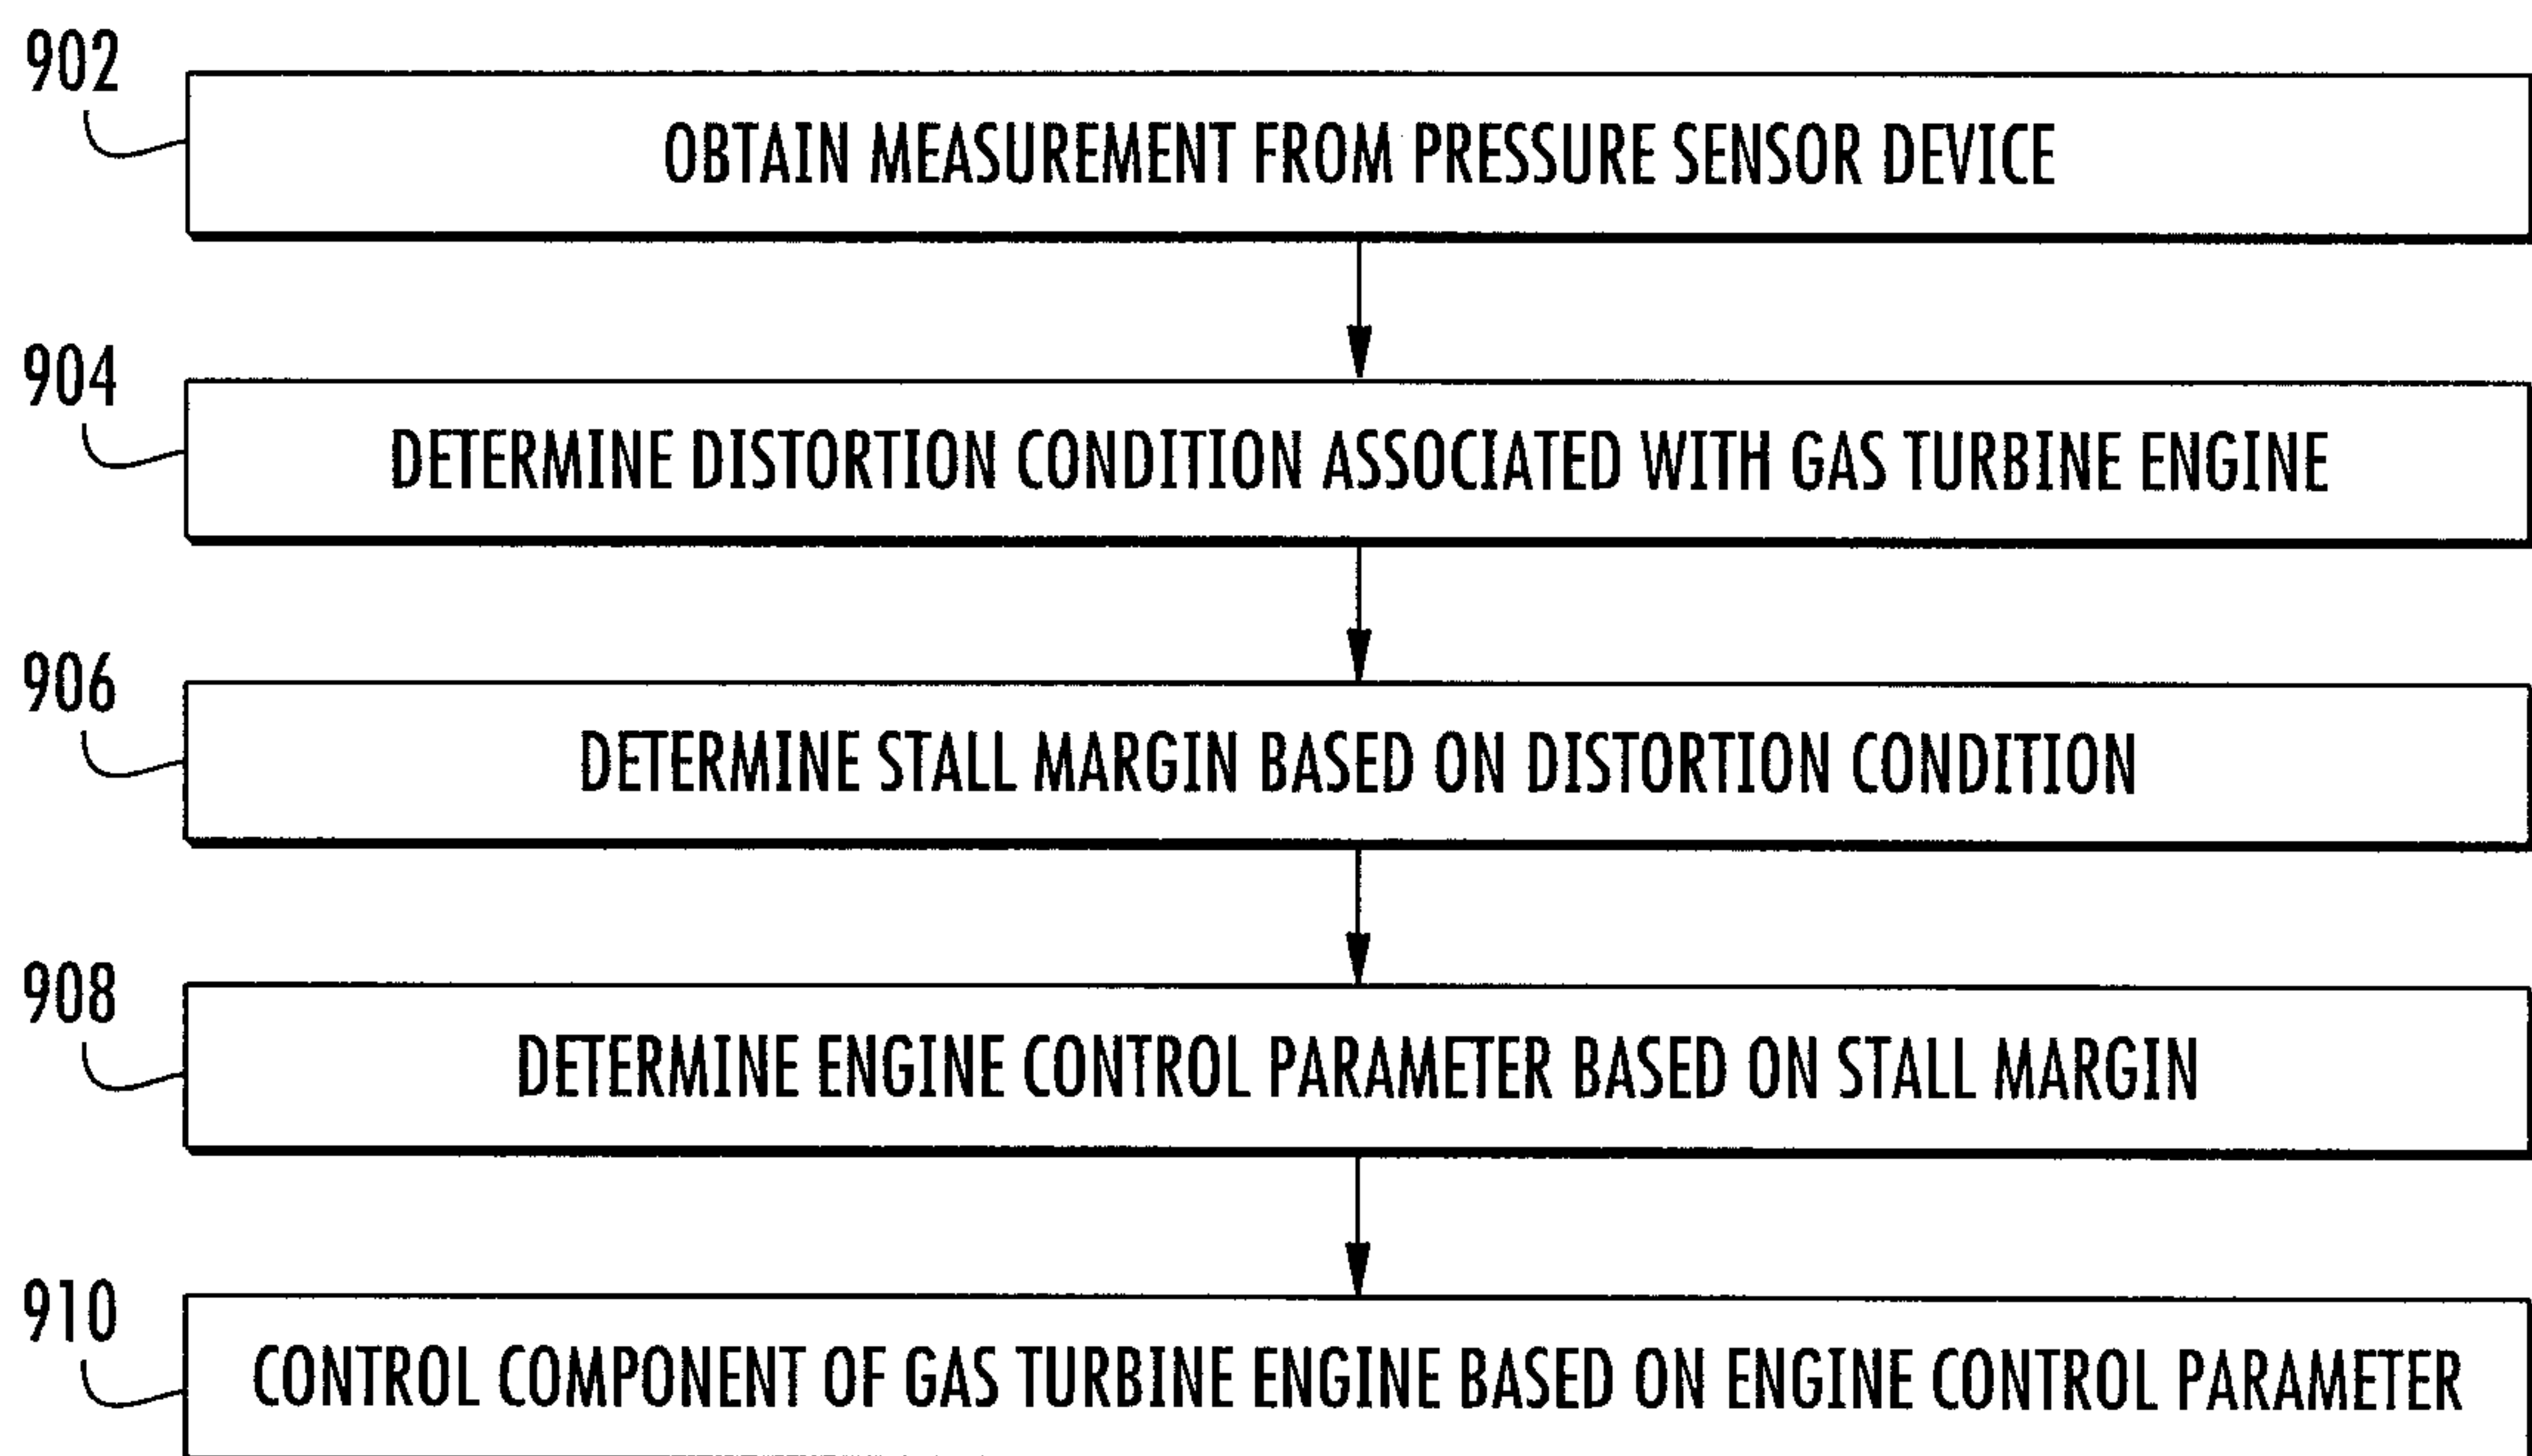 902
OBTAIN MEASUREMENT FROM PRESSURE SENSOR DEVICE
904
DETERMINE DISTORTION CONDITION ASSOCIATED WITH GAS TURBINE ENGINE
906
DETERMINE STALL MARGIN BASED ON DISTORTION CONDITION
908
DETERMINE ENGINE CONTROL PARAMETER BASED ON STALL MARGIN
910
CONTROL COMPONENT OF GAS TURBINE ENGINE BASED ON ENGINE CONTROL PARAMETER